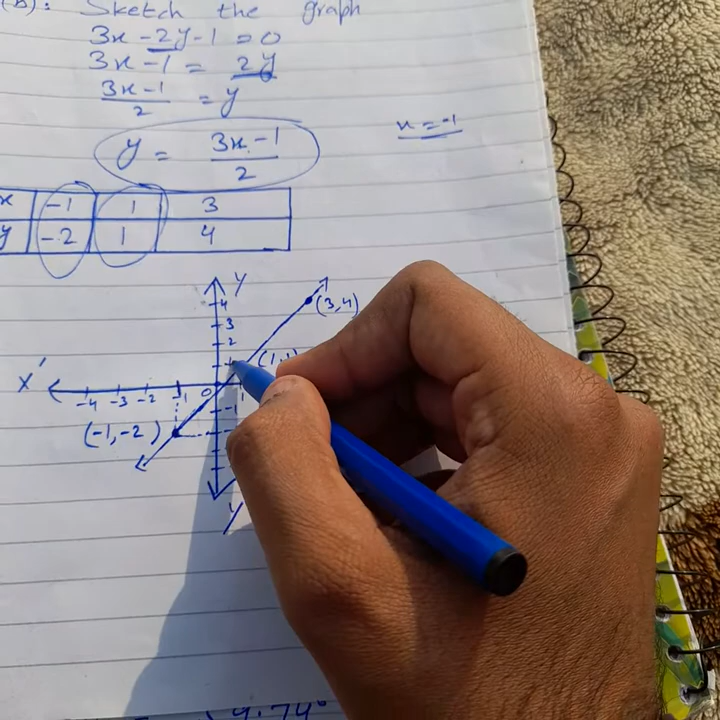 (b): Sketch the graph
3x - 2y - 1 = 0
3x - 1 = 2y
3x - 1 / 2 = y
x = -1
y = 3x - 1 / 2
x -1 1 3
y -2 1 4
Y
4
(3,4)
3
2
1 (1,1)
X'
-4 -3 -2 -1 0 1
-1
(-1,-2)
Y